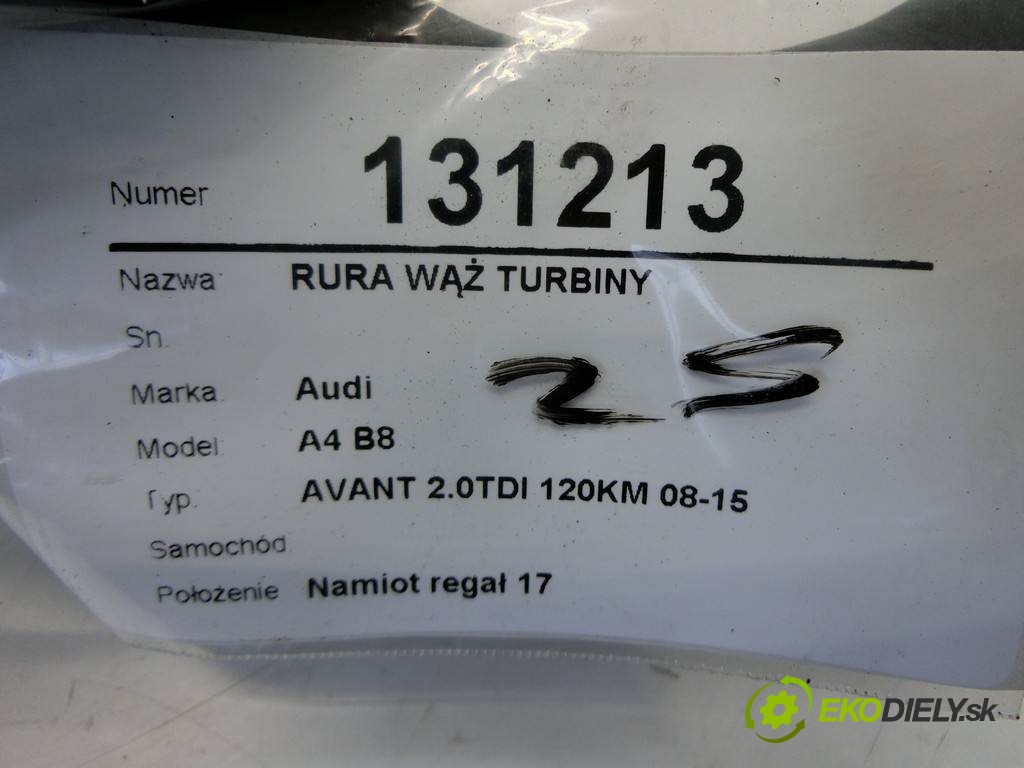 Numer 131213
Nazwa: RURA WĄŻ TURBINY
Sn.
25
Marka. Audi
Model: A4 B8
Typ. AVANT 2.0TDI 120KM 08-15
Samochód
Położenie Namiot regał 17
EKODIELY.sk